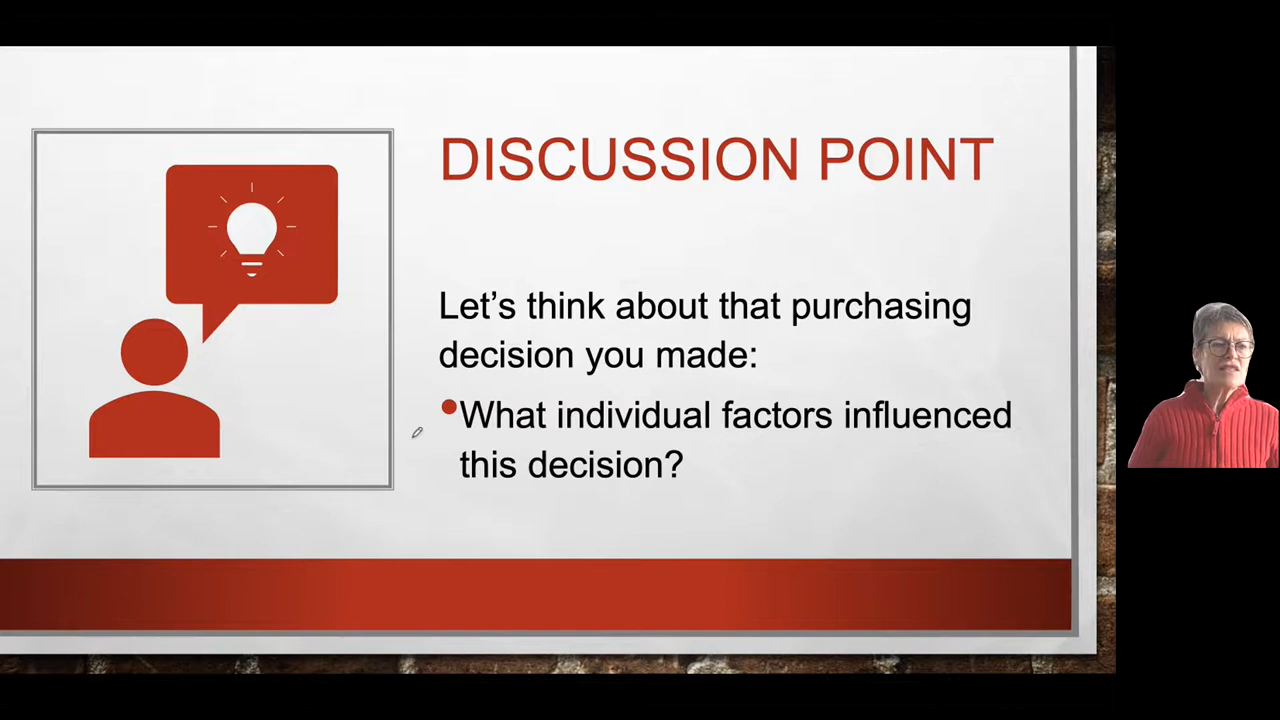 DISCUSSION POINT
Let’s think about that purchasing
decision you made:
•What individual factors influenced
this decision?